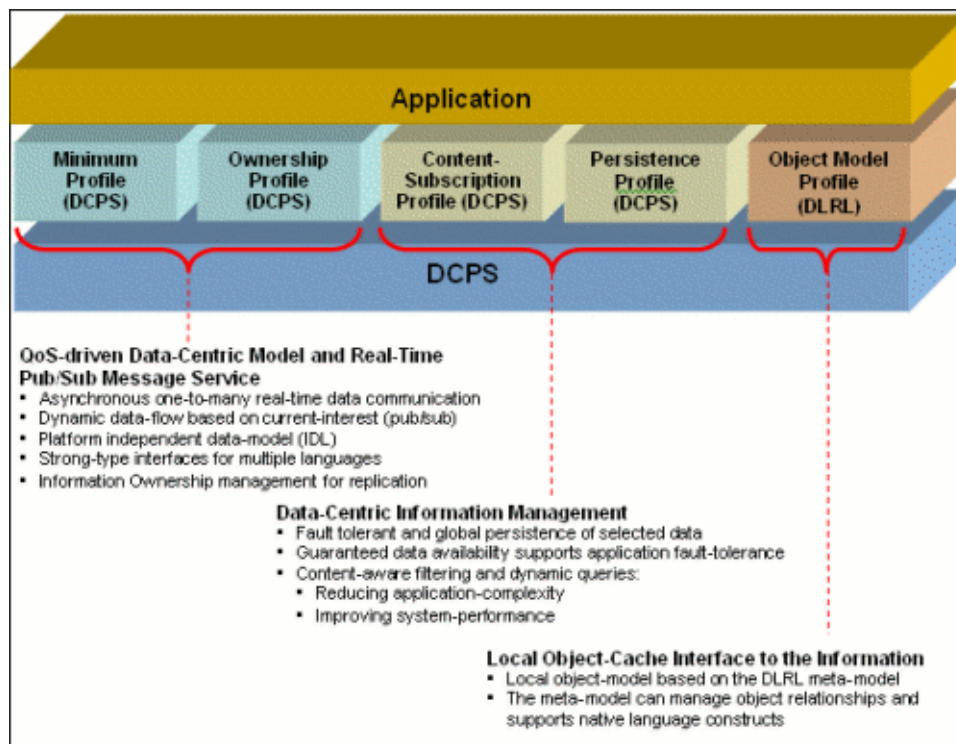 Application
Minimum
Profile
(DCPS)
Ownership
Profile
(DCPS)
Content-
Subscription
Profile (DCPS)
Persistence
Profile
(DCPS)
Object Model
Profile
(DLRL)
DCPS
QoS-driven Data-Centric Model and Real-Time
Pub/Sub Message Service
▪ Asynchronous one-to-many real-time data communication
▪ Dynamic data-flow based on current-interest (pub/sub)
▪ Platform independent data-model (IDL)
▪ Strong-type interfaces for multiple languages
▪ Information Ownership management for replication
Data-Centric Information Management
▪ Fault tolerant and global persistence of selected data
▪ Guaranteed data availability supports application fault-tolerance
▪ Content-aware filtering and dynamic queries:
▪ Reducing application-complexity
▪ Improving system-performance
Local Object-Cache Interface to the Information
▪ Local object-model based on the DLRL meta-model
▪ The meta-model can manage object relationships and
supports native language constructs